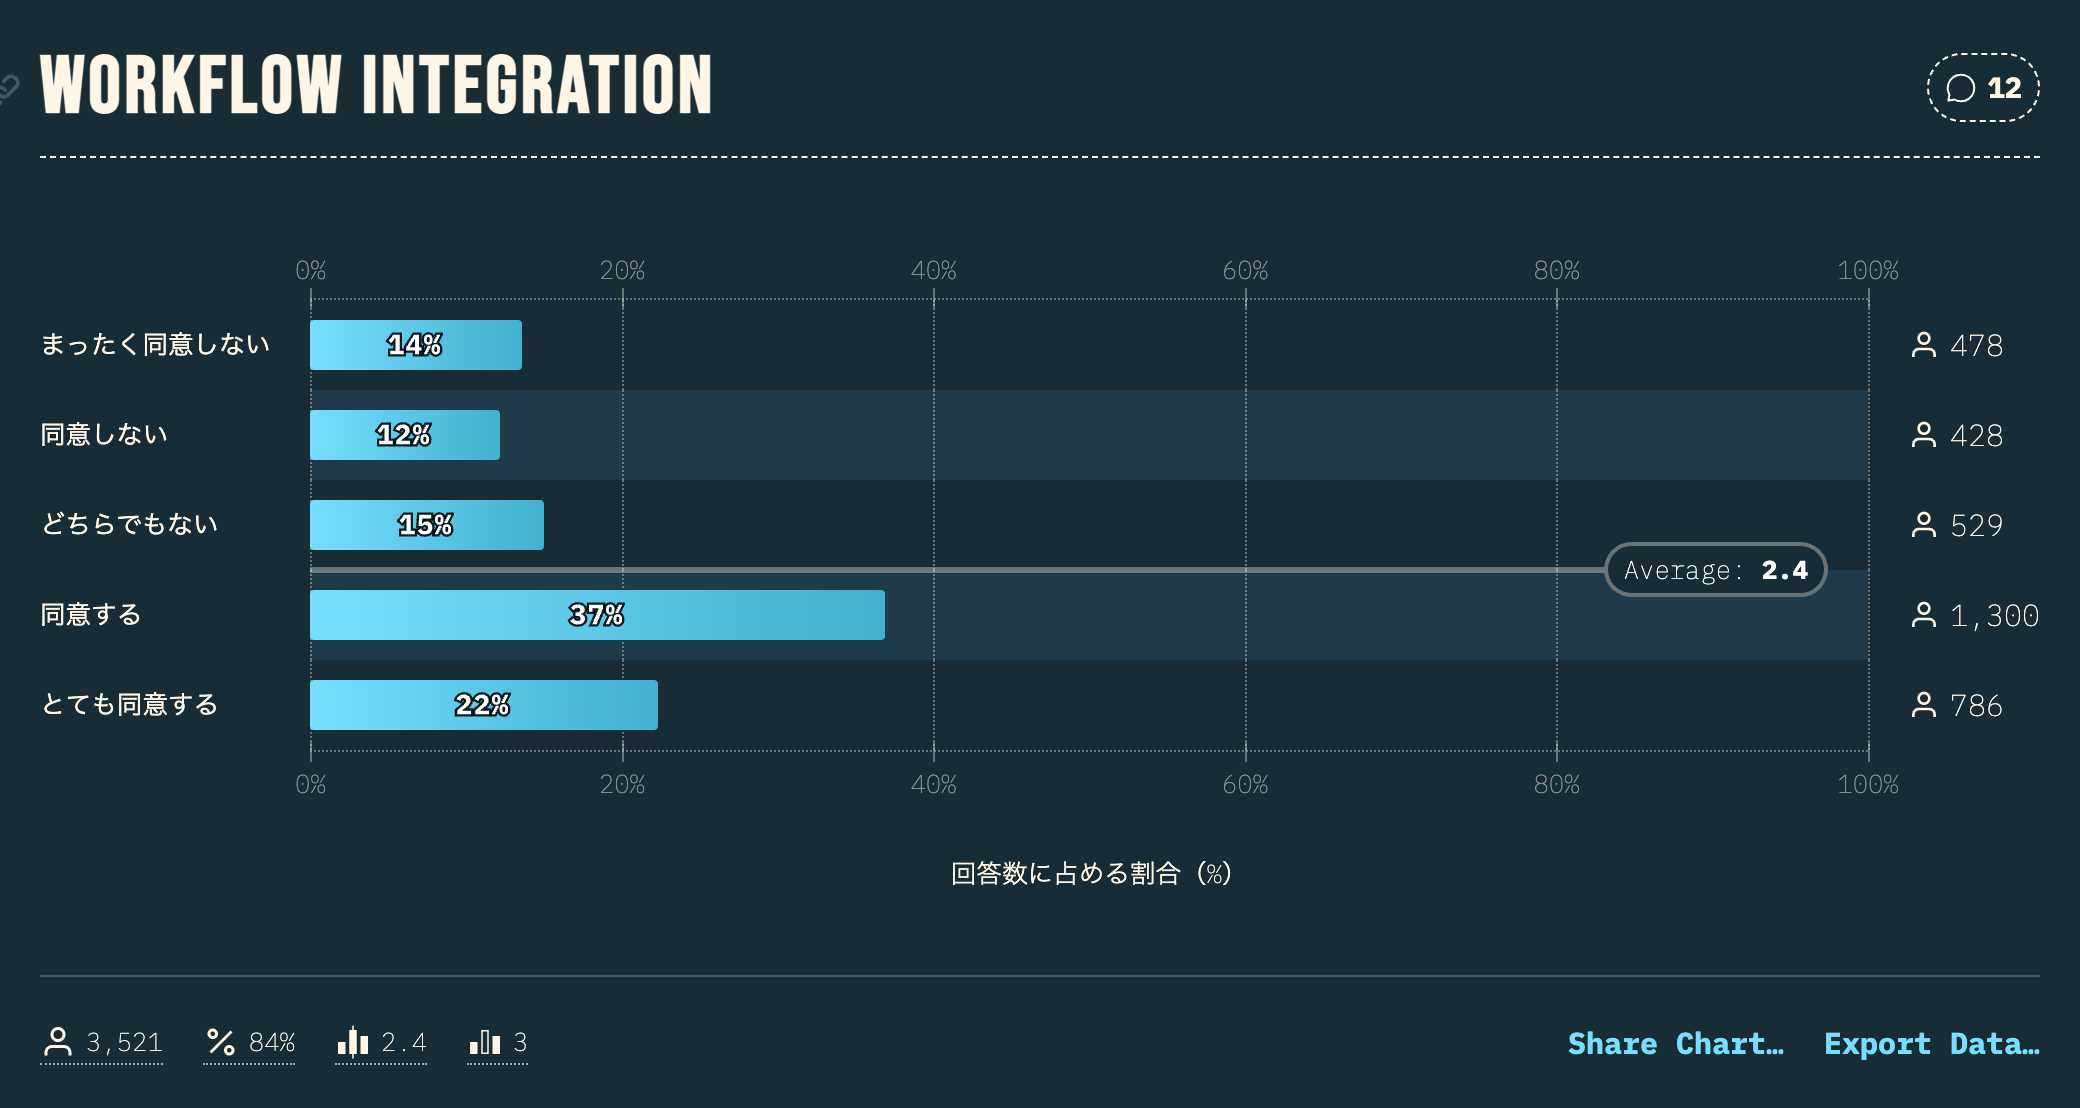 WORKFLOW INTEGRATION
12
0% 20% 40% 60% 80% 100%
まったく同意しない 14% 478
同意しない 12% 428
どちらでもない 15% 529
Average: 2.4
同意する 37% 1,300
とても同意する 22% 786
0% 20% 40% 60% 80% 100%
回答数に占める割合 (%)
3,521 84% 2.4 3 Share Chart… Export Data…